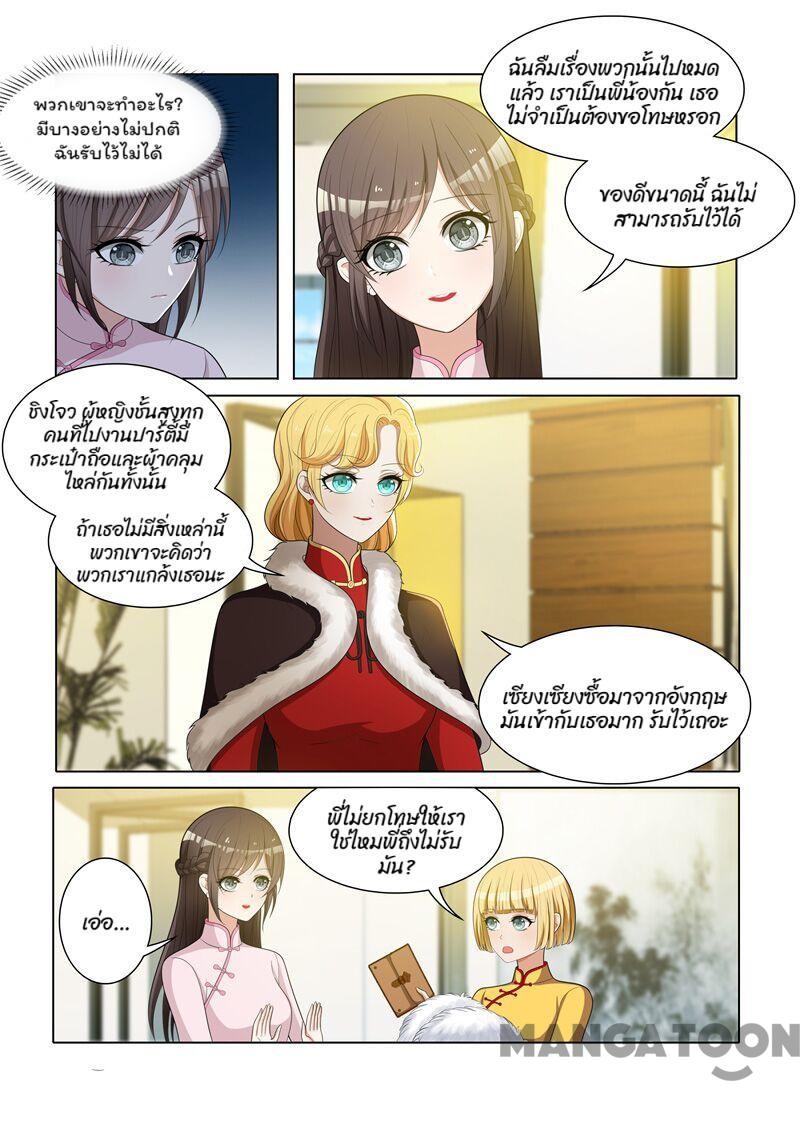 พวกเขาจะทำอะไร?
มีบางอย่างไม่ปกติ
ฉันรับไว้ไม่ได้
ฉันลืมเรื่องพวกนั้นไปหมด
แล้ว เราเป็นพี่น้องกัน เธอ
ไม่จำเป็นต้องขอโทษหรอก
ของดีขนาดนี้ ฉันไม่
สามารถรับไว้ได้
ชิงโจว ผู้หญิงชั้นสูงทุก
คนที่ไปงานปาร์ตี้มี
กระเป๋าถือและผ้าคลุม
ไหล่กันทั้งนั้น
ถ้าเธอไม่มีสิ่งเหล่านี้
พวกเขาจะคิดว่า
พวกเราแกล้งเธอนะ
เซียงเซียงซื้อมาจากอังกฤษ
มันเข้ากับเธอมาก รับไว้เถอะ
พี่ไม่ยกโทษให้เรา
ใช่ไหมพี่ถึงไม่รับ
มัน?
เอ่อ...
MANGATOON